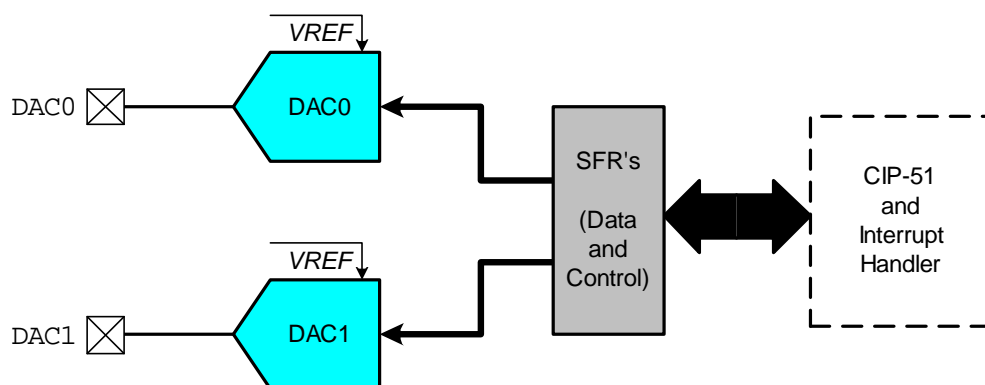 VREF
DAC0
DAC0
SFR's
(Data
and
Control)
CIP-51
and
Interrupt
Handler
VREF
DAC1
DAC1